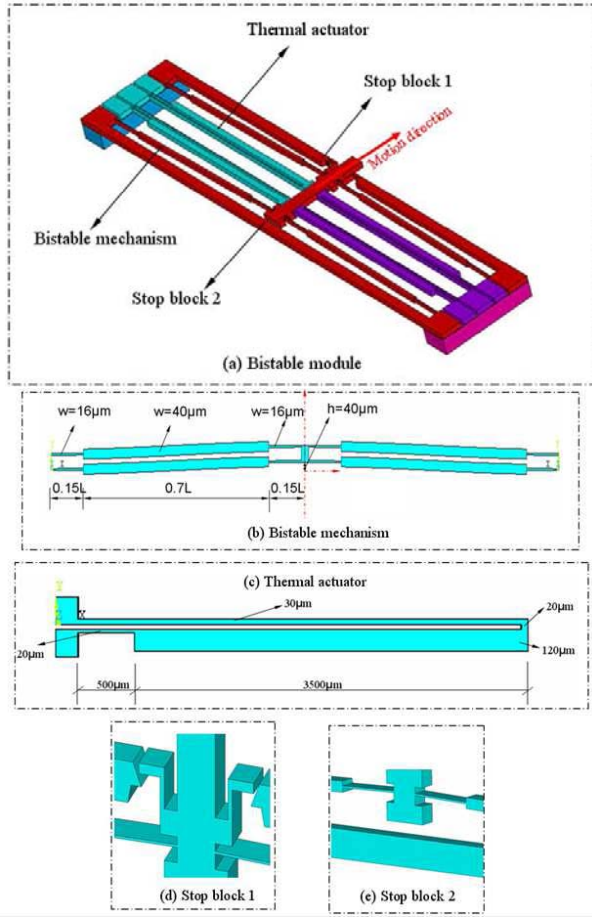 Thermal actuator
Stop block 1
Motion direction
Bistable mechanism
Stop block 2
(a) Bistable module
w=16μm w=40μm w=16μm h=40μm
0.15L 0.7L 0.15L
(b) Bistable mechanism
(c) Thermal actuator
30μm
X
20μm
20μm
120μm
500μm 3500μm
(d) Stop block 1
(e) Stop block 2